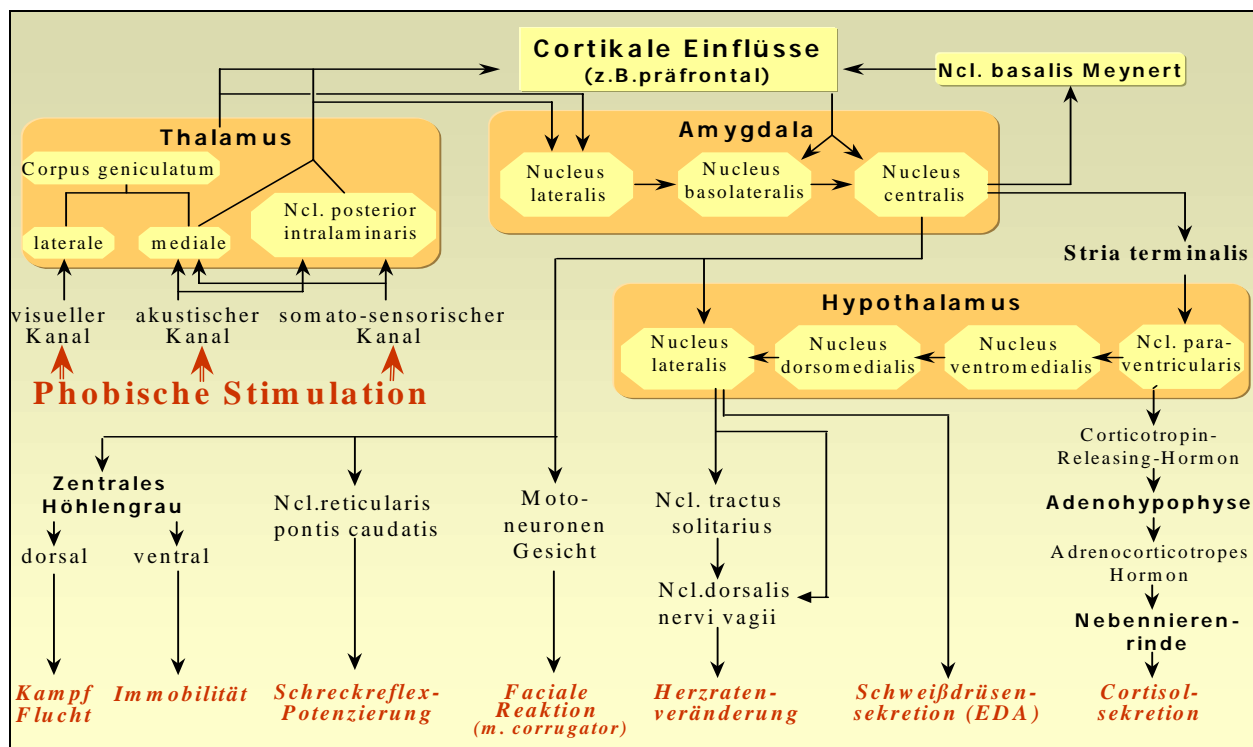 Cortikale Einflüsse
(z.B.präfrontal)
Ncl. basalis Meynert
Thalamus
Corpus geniculatum
laterale
mediale
Ncl. posterior
intralaminaris
Amygdala
Nucleus
lateralis
Nucleus
basolateralis
Nucleus
centralis
Stria terminalis
visueller
Kanal
akustischer
Kanal
somato-sensorischer
Kanal
Phobische Stimulation
Hypothalamus
Nucleus
lateralis
Nucleus
dorsomedialis
Nucleus
ventromedialis
Ncl. para-
ventricularis
Zentrales
Höhlengrau
dorsal
ventral
Ncl.reticularis
pontis caudatis
Moto-
neuronen
Gesicht
Ncl. tractus
solitarius
Ncl.dorsalis
nervi vagii
Corticotropin-
Releasing-Hormon
Adenohypophyse
Adrenocorticotropes
Hormon
Nebennieren-
rinde
Kampf
Flucht
Immobilität
Schreckreflex-
Potenzierung
Faciale
Reaktion
(m. corrugator)
Herzraten-
veränderung
Schweißdrüsen-
sekretion (EDA)
Cortisol-
sekretion